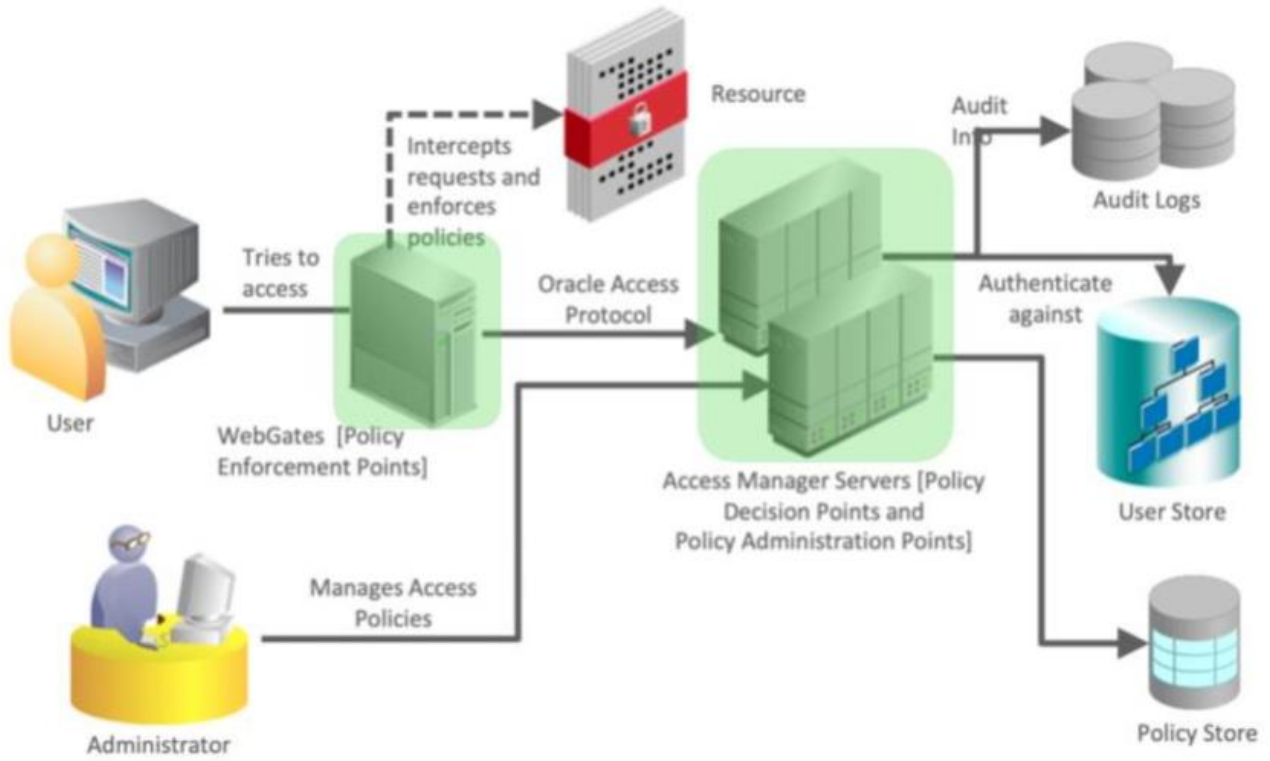 Resource
Audit
Info
Audit Logs
Intercepts
requests and
enforces
policies
Tries to
access
Oracle Access
Protocol
Authenticate
against
User
WebGates [Policy
Enforcement Points]
Access Manager Servers [Policy
Decision Points and
Policy Administration Points]
User Store
Manages Access
Policies
Administrator
Policy Store